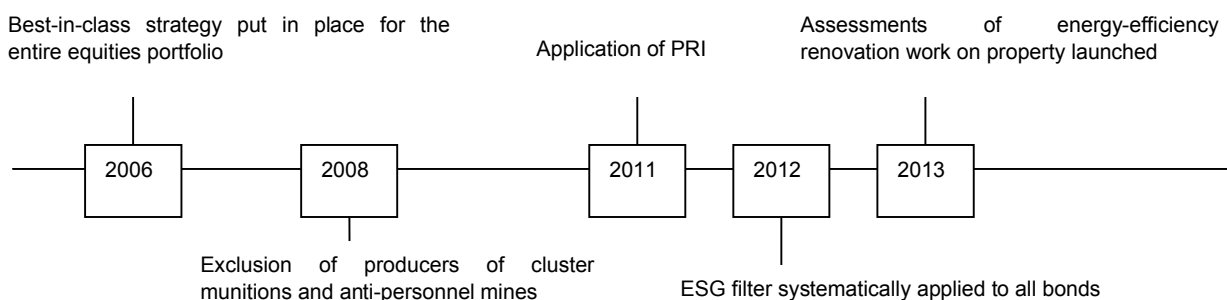 Best-in-class strategy put in place for the
entire equities portfolio
Application of PRI
Assessments of energy-efficiency
renovation work on property launched
2006
2008
2011
2012
2013
Exclusion of producers of cluster
munitions and anti-personnel mines
ESG filter systematically applied to all bonds